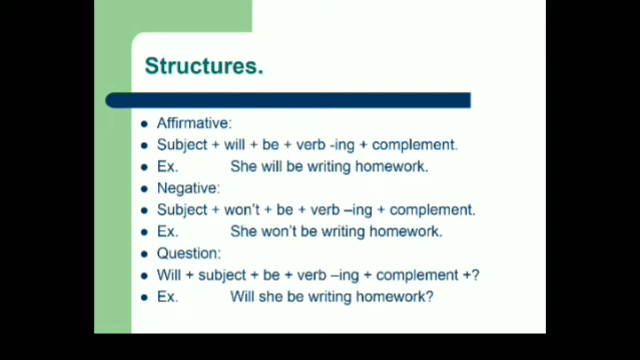 Structures.
Affirmative:
Subject + will + be + verb -ing + complement.
Ex. She will be writing homework.
Negative:
Subject + won't + be + verb –ing + complement.
Ex. She won't be writing homework.
Question:
Will + subject + be + verb –ing + complement +?
Ex. Will she be writing homework?